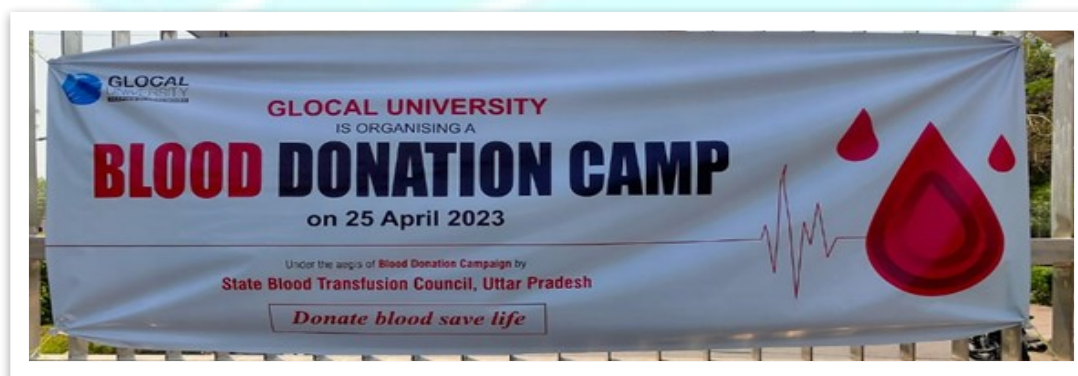 GLOCAL
UNIVERSITY
GLOCAL UNIVERSITY
IS ORGANISING A
BLOOD DONATION CAMP
on 25 April 2023
Under the aegis of Blood Donation Campaign by
State Blood Transfusion Council, Uttar Pradesh
Donate blood save life